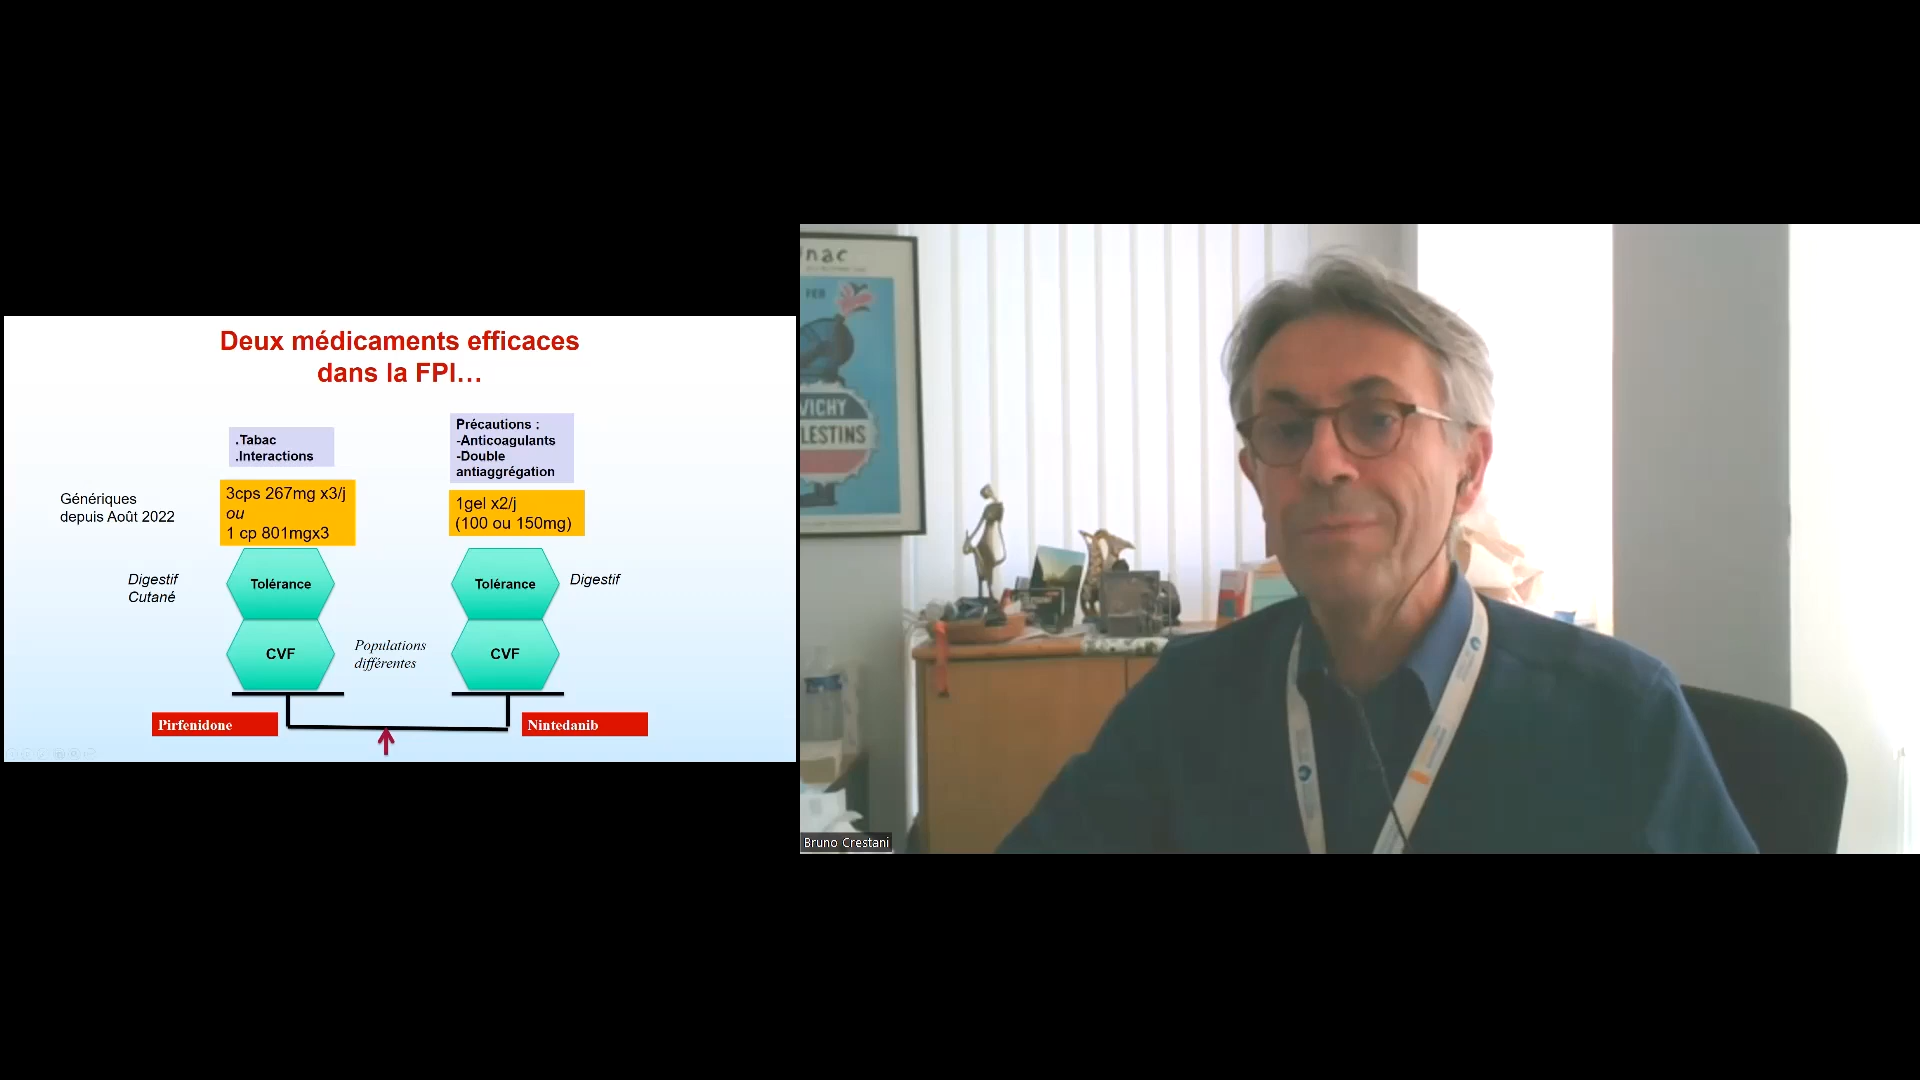 Deux médicaments efficaces
dans la FPI…
.Tabac
.Interactions
Précautions :
-Anticoagulants
-Double
antiaggrégation
Génériques
depuis Août 2022
3cps 267mg x3/j
ou
1 cp 801mgx3
1gel x2/j
(100 ou 150mg)
Digestif
Cutané
Tolérance
Tolérance
Digestif
CVF
Populations
différentes
CVF
Pirfenidone
Nintedanib
VICHY
Bruno Crestani